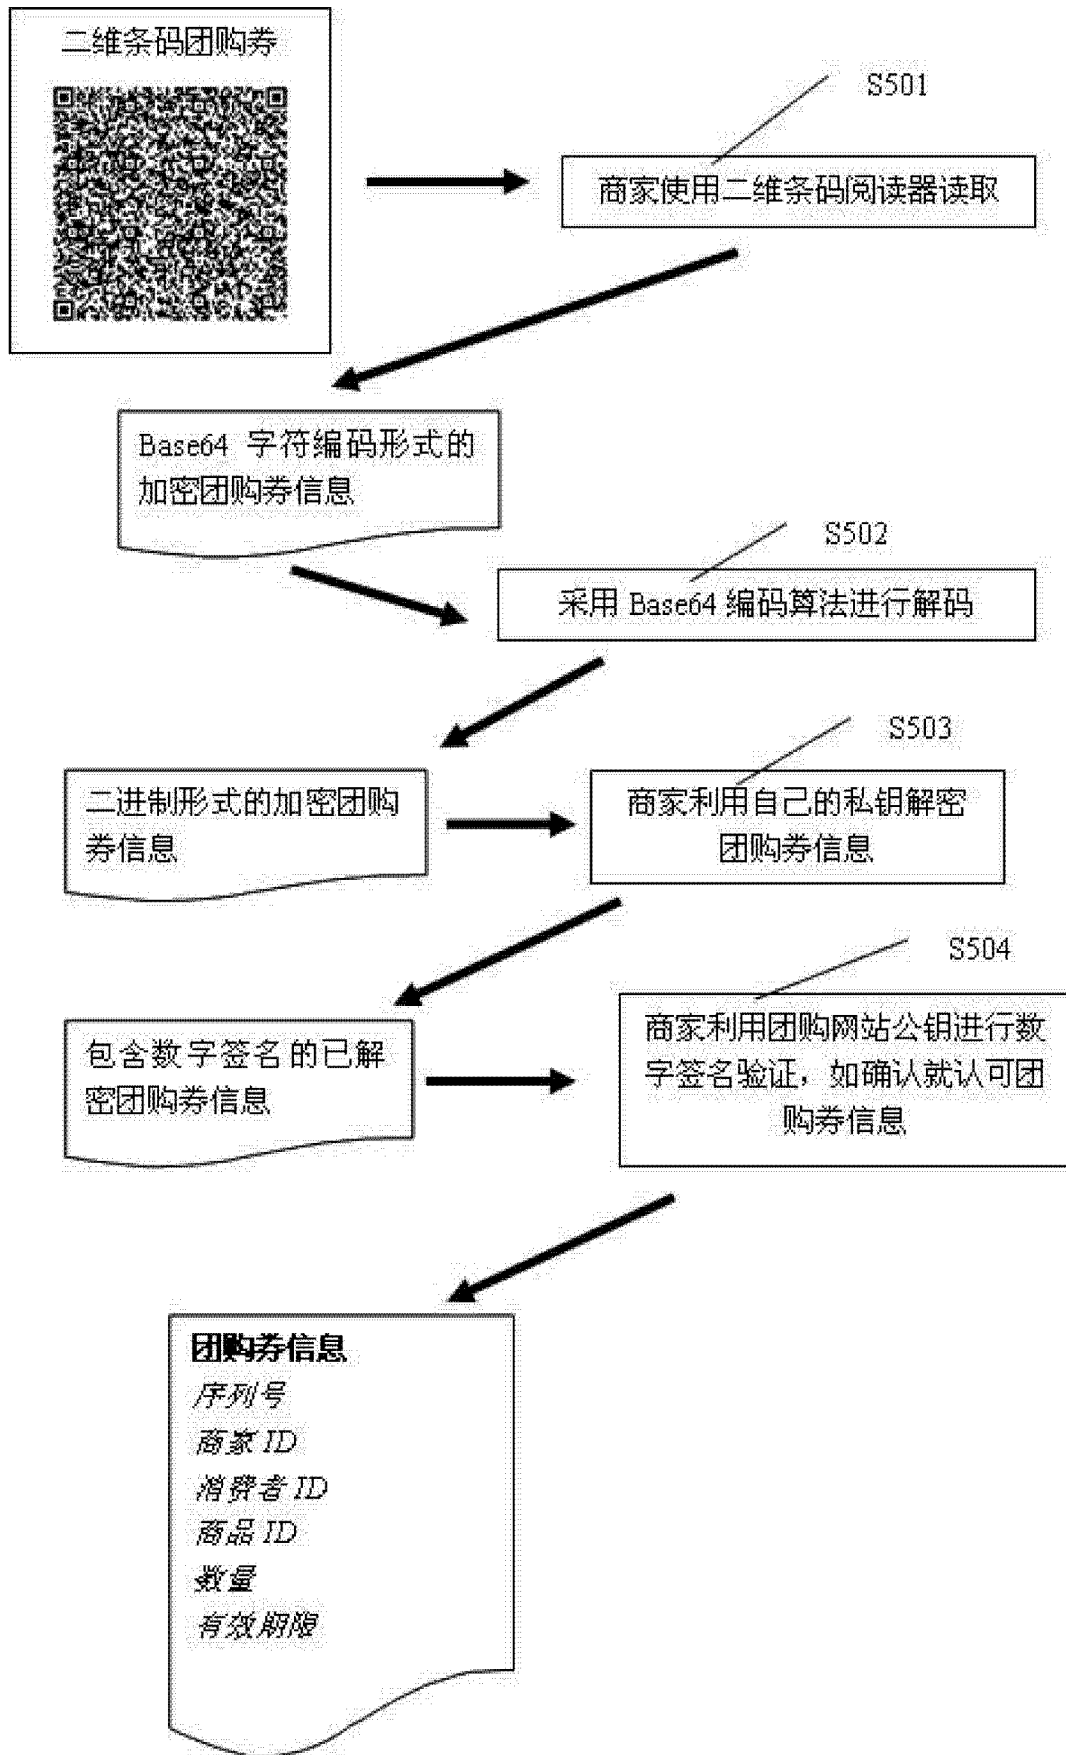 二维条码团购券
S501
商家使用二维条码阅读器读取
Base64 字符编码形式的
加密团购券信息
S502
采用 Base64 编码算法进行解码
S503
二进制形式的加密团购
券信息
商家利用自己的私钥解密
团购券信息
S504
包含数字签名的已解
密团购券信息
商家利用团购网站公钥进行数
字签名验证，如确认就认可团
购券信息
团购券信息
序列号
商家 ID
消费者 ID
商品 ID
数量
有效期限